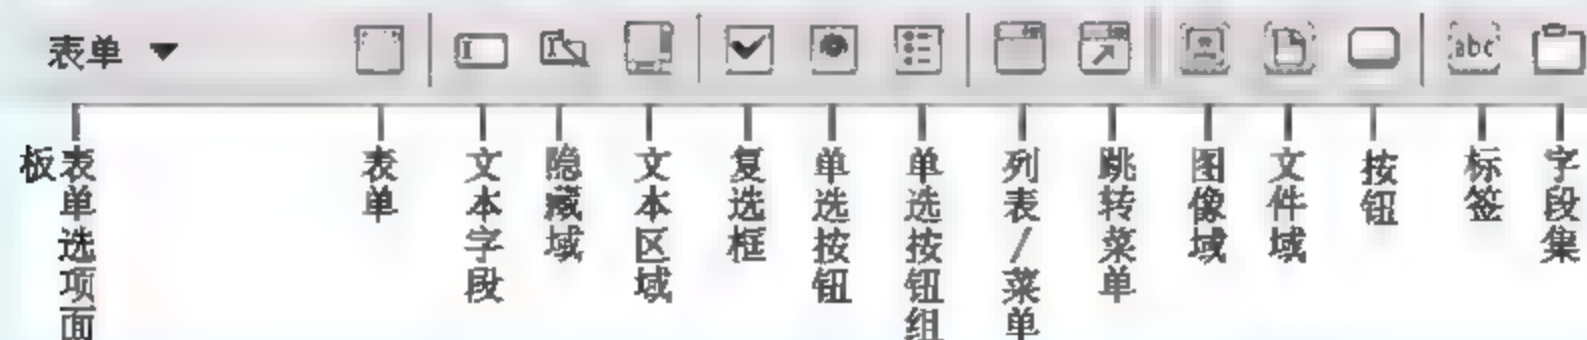 表单
abc
表单选项面板
表单
文本字段
隐藏域
文本区域
复选框
单选按钮
单选按钮组
列表/菜单
跳转菜单
图像域
文件域
按钮
标签
字段集